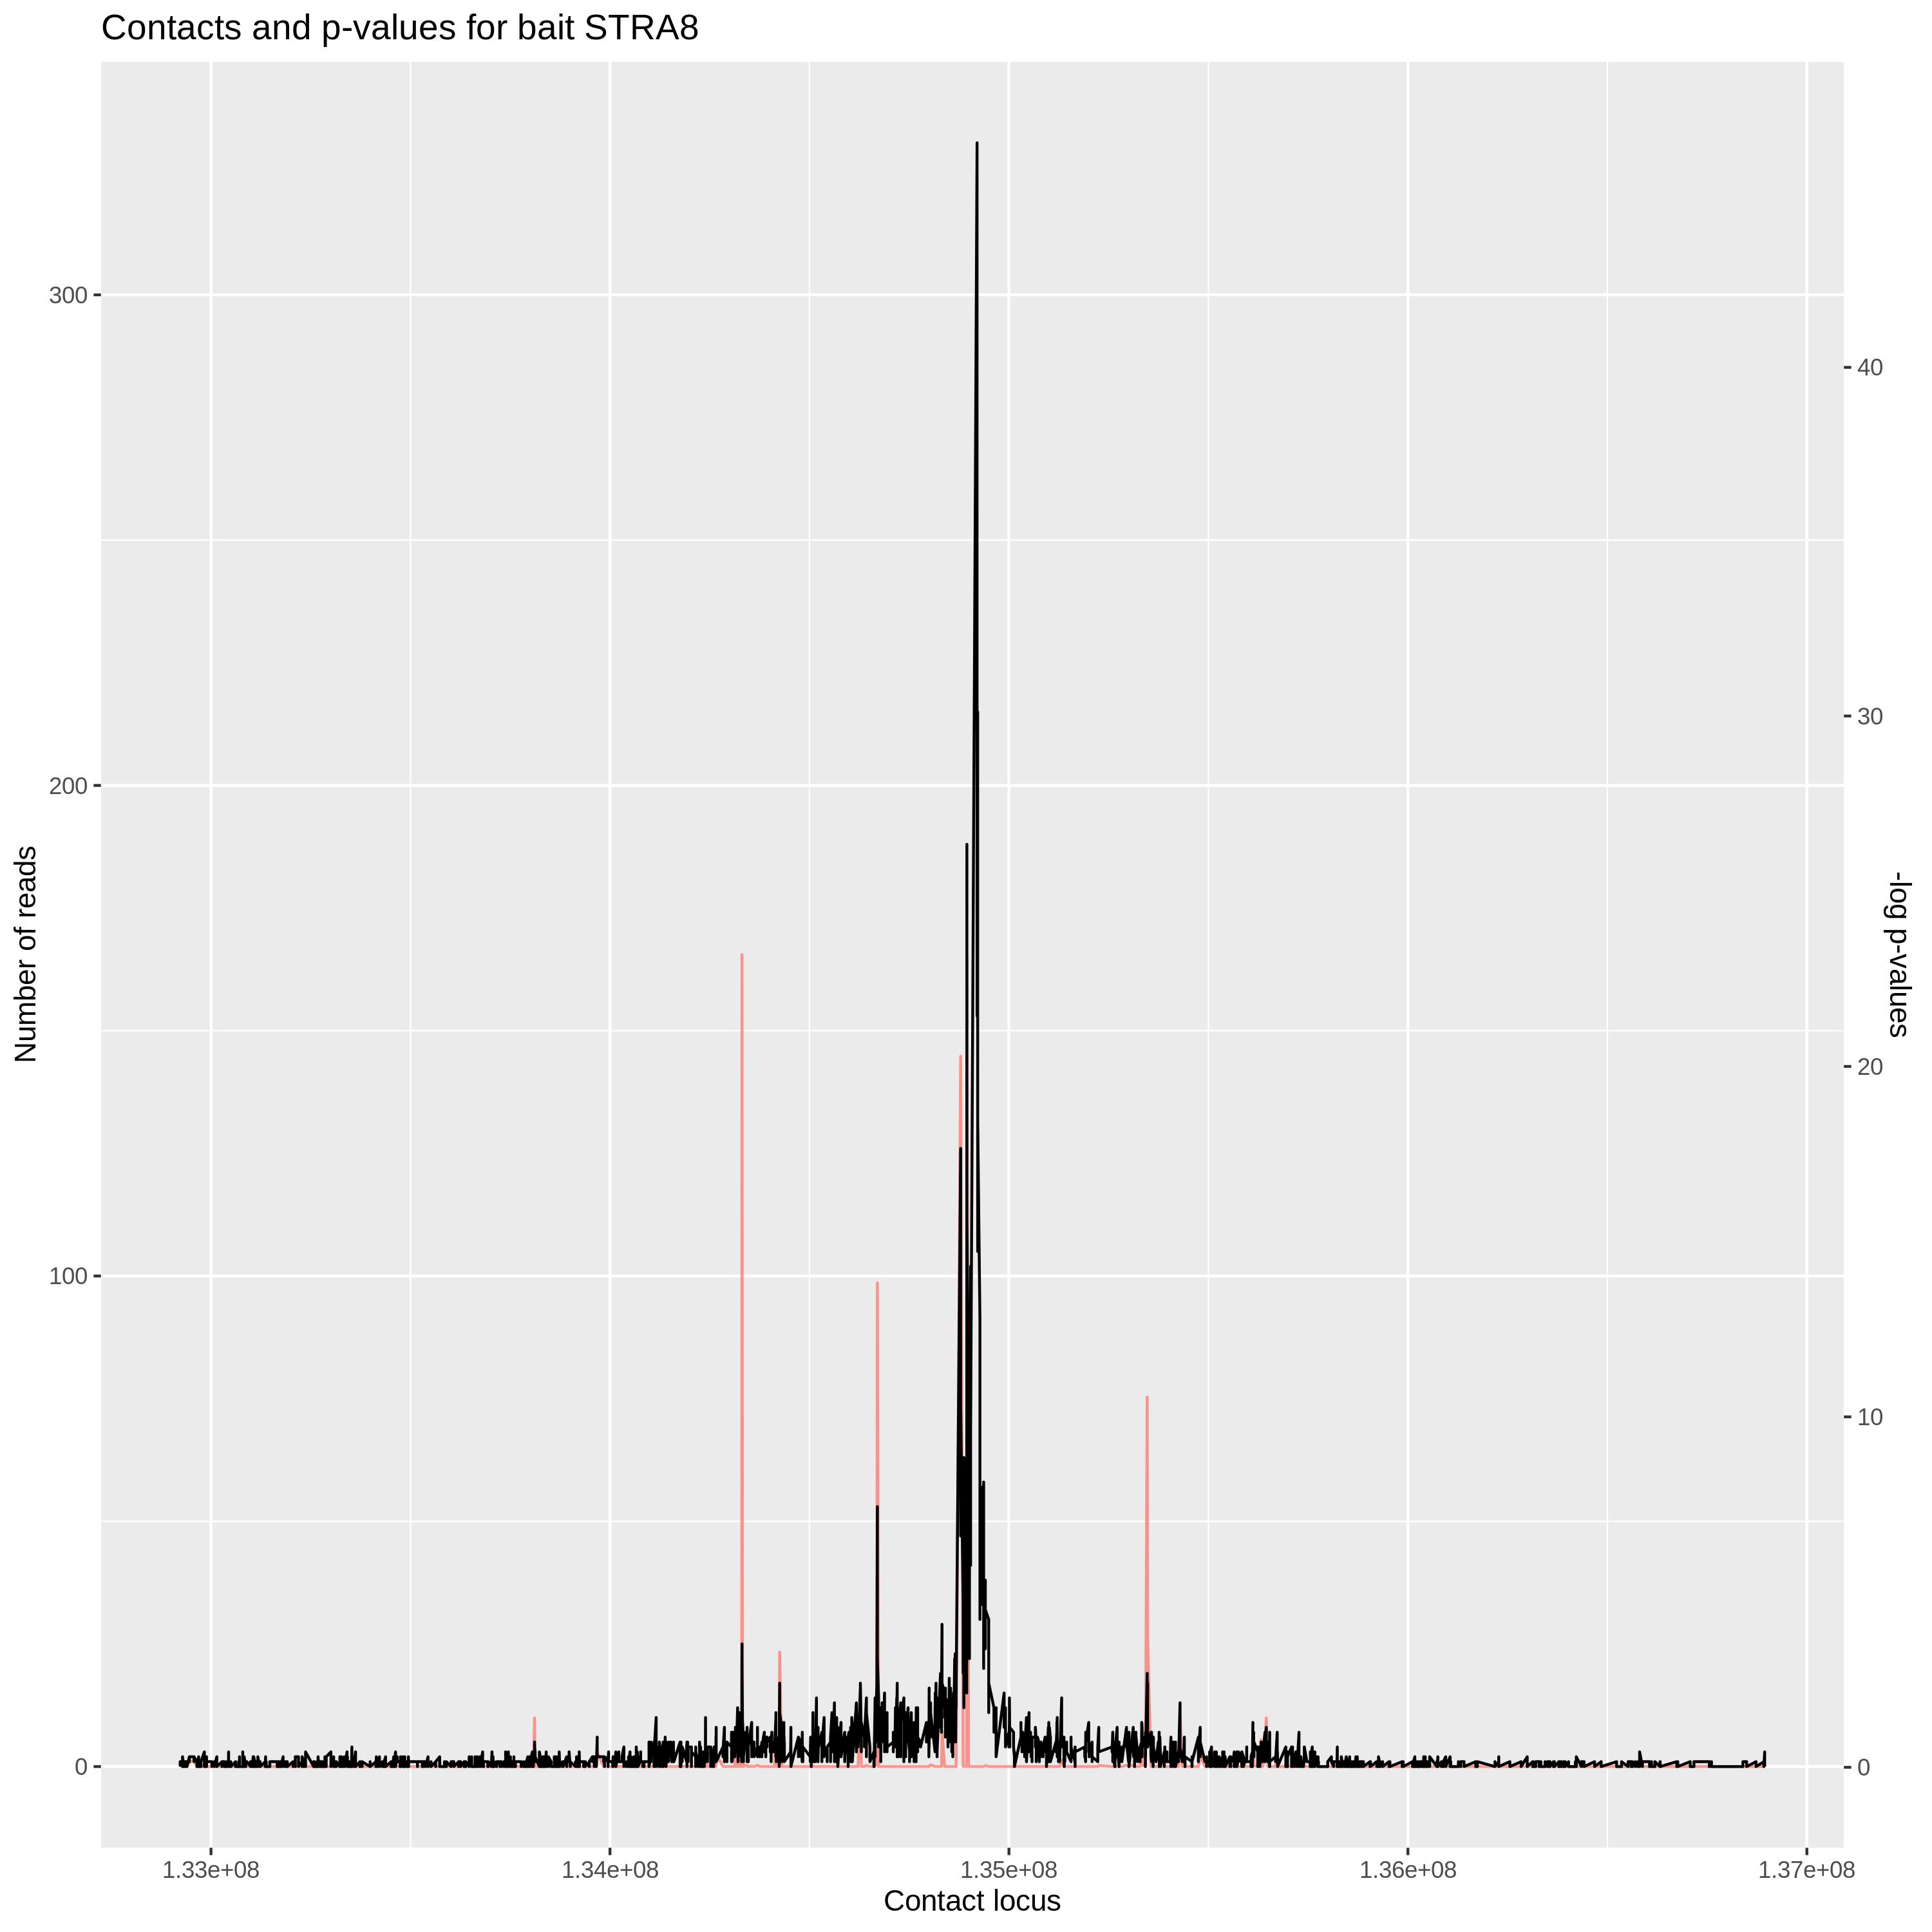 Contacts and p-values for bait STRA8
300
200
100
0
Number of reads
40
30
20
10
0
-log p-values
1.33e+08 1.34e+08 1.35e+08 1.36e+08 1.37e+08
Contact locus